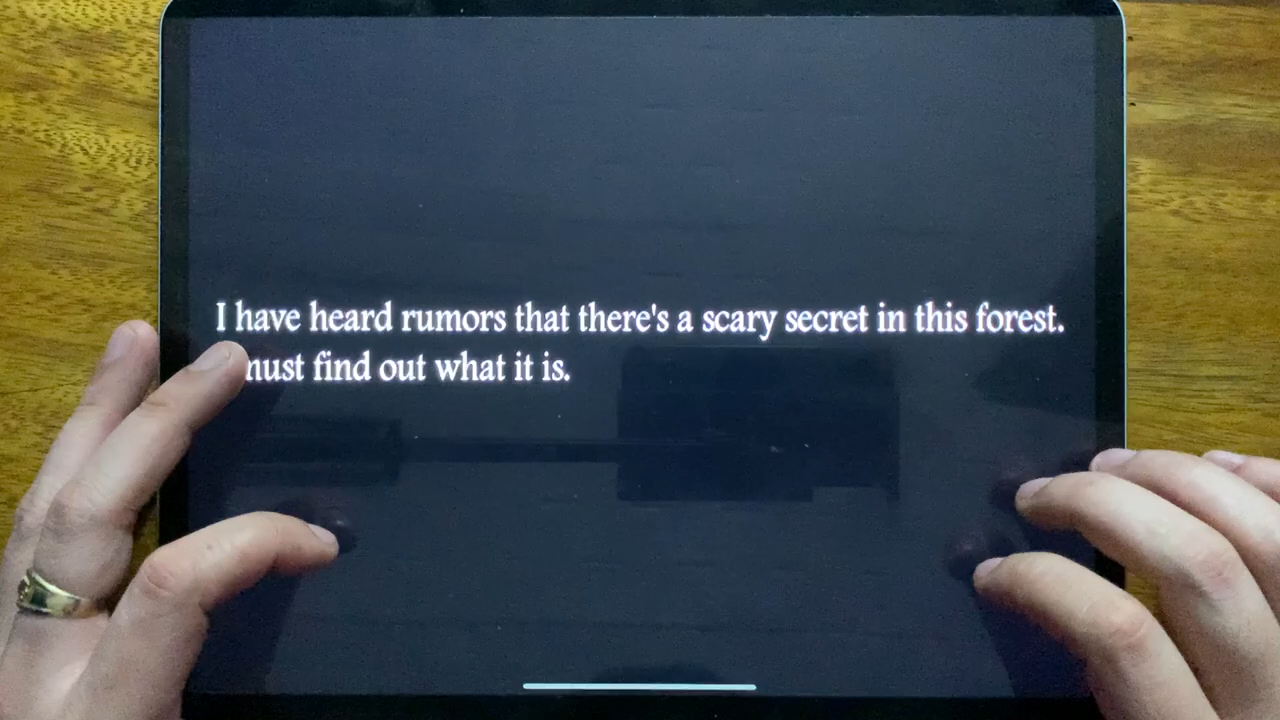 I have heard rumors that there's a scary secret in this forest.
must find out what it is.